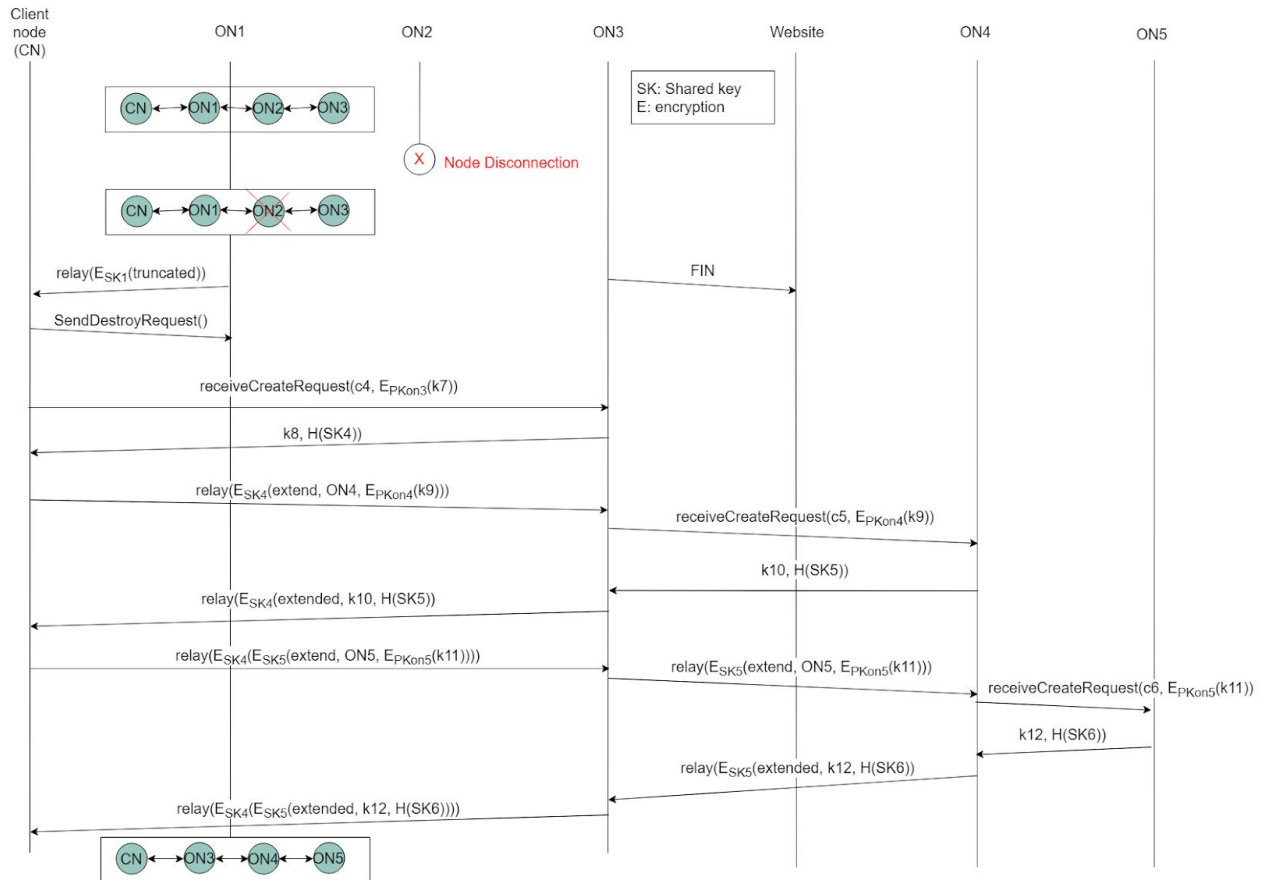 Client
node
(CN)
ON1
ON2
ON3
Website
ON4
ON5
SK: Shared key
E: encryption
CN
ON1
ON2
ON3
X
Node Disconnection
CN
ON1
ON2
ON3
relay(ESK1(truncated))
FIN
SendDestroyRequest()
receiveCreateRequest(c4, EPKon3(k7))
k8, H(SK4))
relay(ESK4(extend, ON4, EPKon4(k9)))
receiveCreateRequest(c5, EPKon4(k9))
k10, H(SK5))
relay(ESK4(extended, k10, H(SK5))
relay(ESK4(ESK5(extend, ON5, EPKon5(k11))))
relay(ESK5(extend, ON5, EPKon5(k11)))
receiveCreateRequest(c6, EPKon5(k11))
k12, H(SK6))
relay(ESK5(extended, k12, H(SK6))
relay(ESK4(ESK5(extended, k12, H(SK6))))
CN
ON3
ON4
ON5